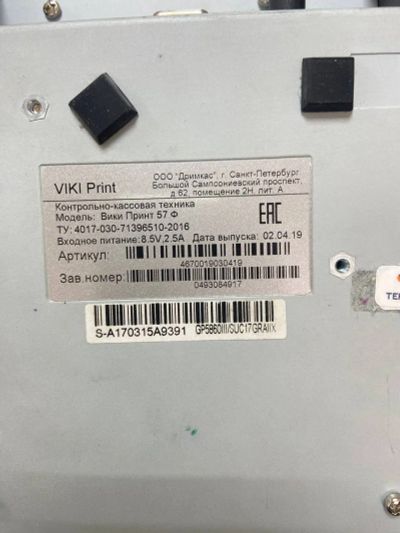 VIKI Print
ООО "Дримкас", г. Санкт-Петербург
Большой Сампсониевский проспект,
д 62, помещение 2Н, лит. А
Контрольно-кассовая техника
Модель: Вики Принт 57 Ф
ТУ: 4017-030-71396510-2016
Входное питание:8.5V,2.5A Дата выпуска: 02.04.19
EAC
Артикул:
4670019030419
Зав.номер:
0493084917
S-A170315A9391 GP5860III/SUC17GRAIIX